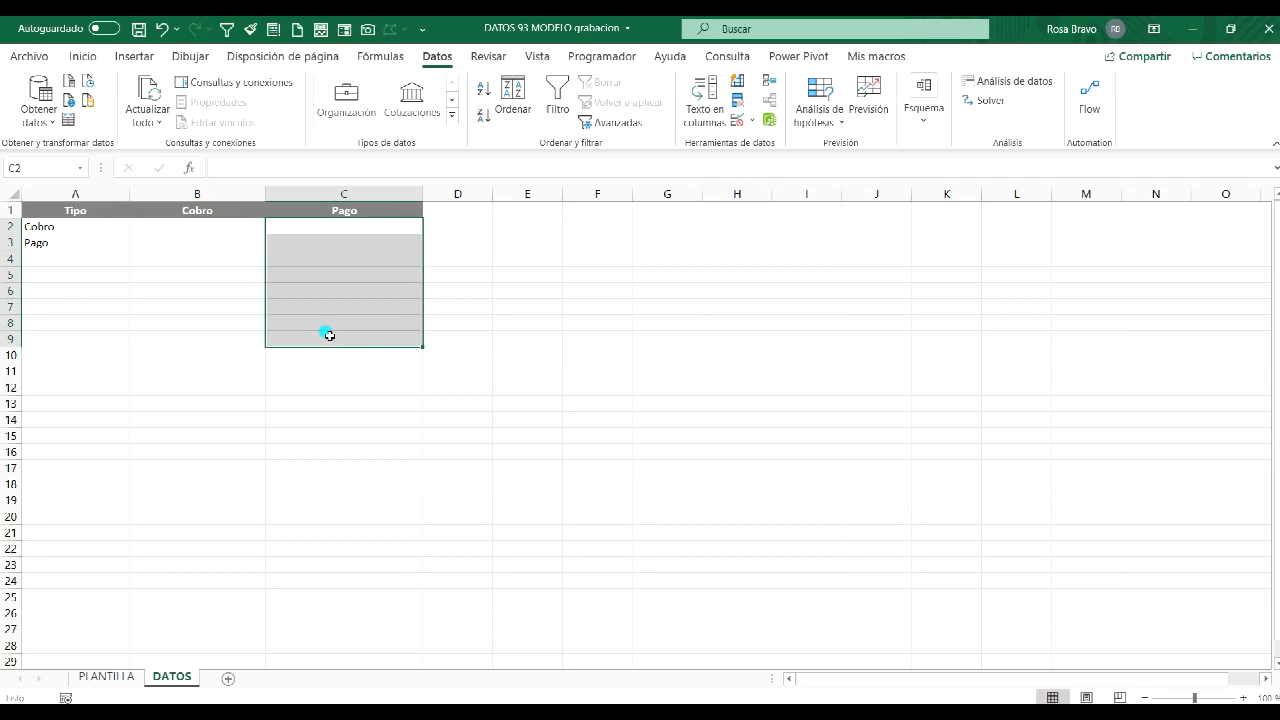 Autoguardado
DATOS 93 MODELO grabacion
Buscar
Rosa Bravo
RB
Archivo Inicio Insertar Dibujar Disposición de página Fórmulas Datos Revisar Vista Programador Ayuda Consulta Power Pivot Mis macros Compartir Comentarios
Obtener datos
Obtener y transformar datos
Actualizar todo
Consultas y conexiones
Propiedades
Editar vínculos
Consultas y conexiones
Organización
Cotizaciones
Tipos de datos
Ordenar
Filtro
Borrar
Volver a aplicar
Avanzadas
Ordenar y filtrar
Texto en columnas
Herramientas de datos
Análisis de hipótesis
Previsión
Previsión
Esquema
Análisis de datos
Solver
Análisis
Flow
Automation
C2
fx
A B C D E F G H I J K L M N O
1 Tipo Cobro Pago
2 Cobro
3 Pago
4
5
6
7
8
9
10
11
12
13
14
15
16
17
18
19
20
21
22
23
24
25
26
27
28
29
PLANTILLA DATOS
Listo
100 %